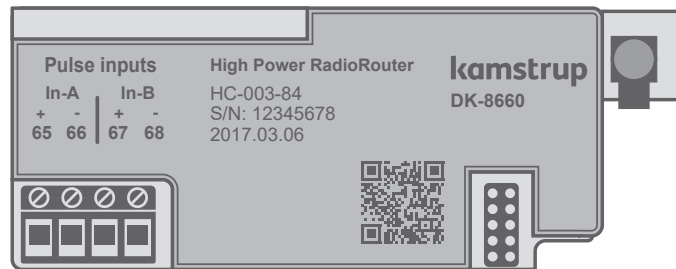 Pulse inputs
In-A In-B
+ - + -
65 66 67 68
High Power RadioRouter
HC-003-84
S/N: 12345678
2017.03.06
kamstrup
DK-8660